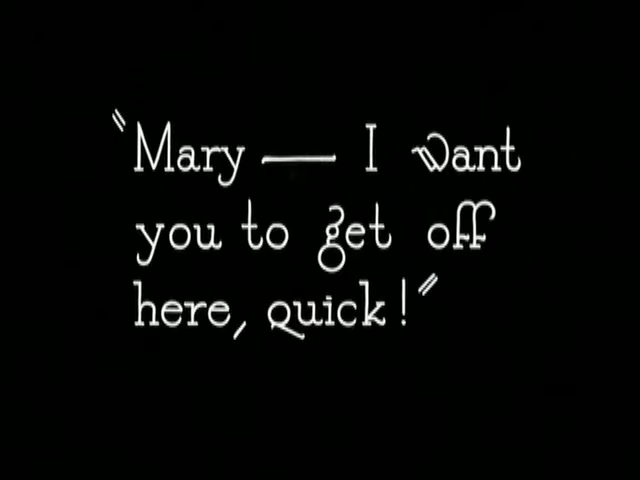 "Mary — I want
you to get off
here, quick!"